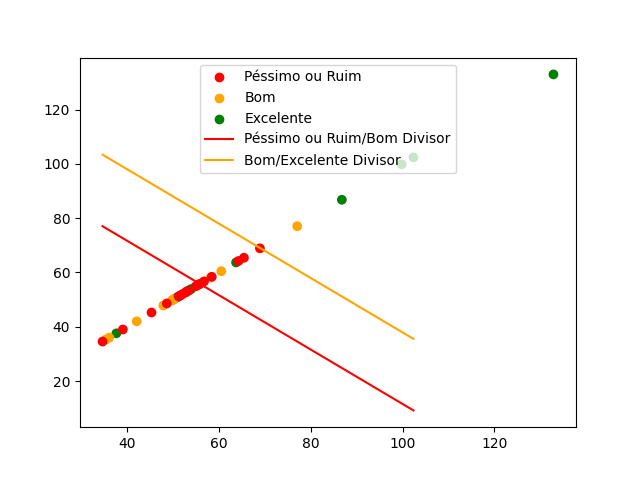 Péssimo ou Ruim
Bom
Excelente
Péssimo ou Ruim/Bom Divisor
Bom/Excelente Divisor
120
100
80
60
40
20
40
60
80
100
120